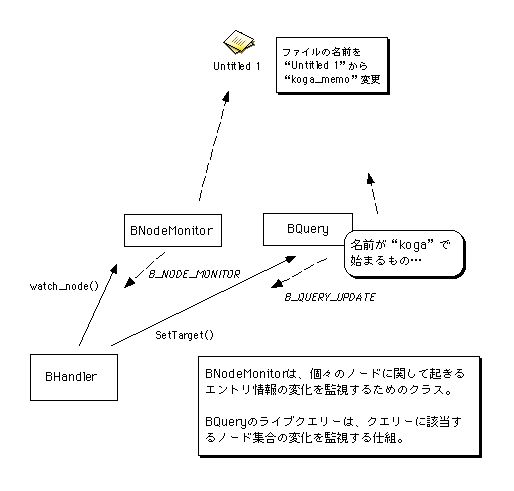 Untitled 1
ファイルの名前を
“Untitled 1”から
“koga_memo”変更
BNodeMonitor
BQuery
名前が“koga”で
始まるもの…
B_NODE_MONITOR
watch_node()
B_QUERY_UPDATE
SetTarget()
BHandler
BNodeMonitorは、個々のノードに関して起きる
エントリ情報の変化を監視するためのクラス。
BQueryのライブクエリーは、クエリーに該当す
るノード集合の変化を監視する仕組。